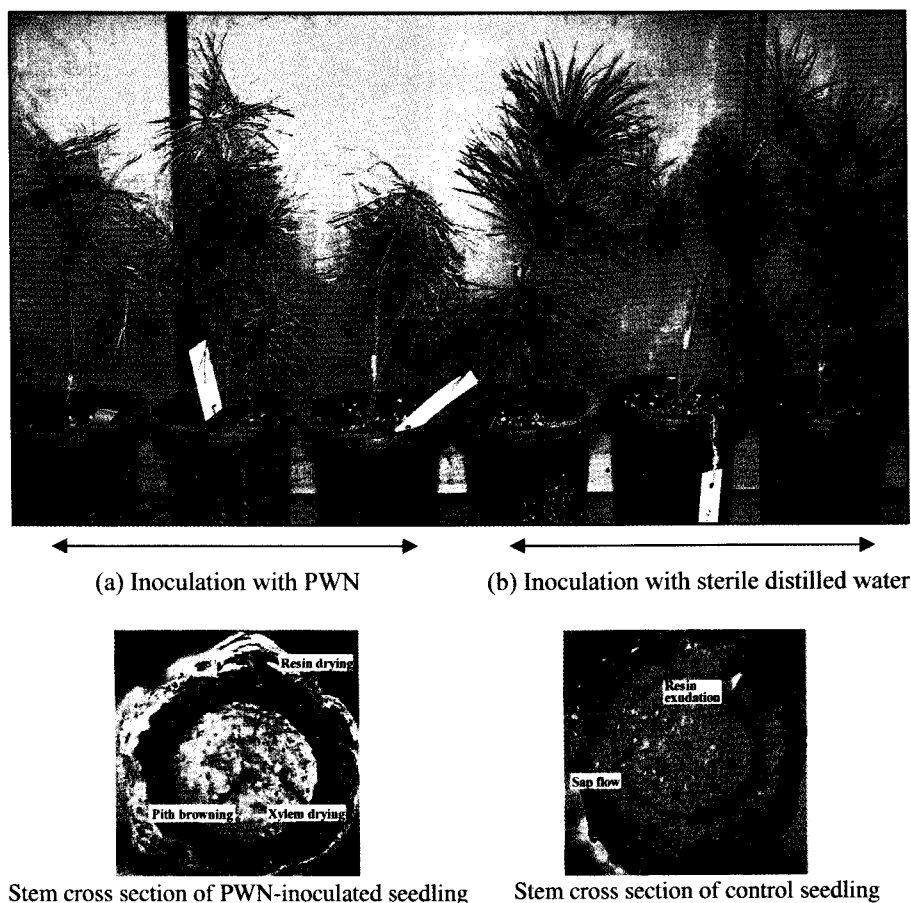 (a) Inoculation with PWN
(b) Inoculation with sterile distilled water
Resin drying
Pith browning
Xylem drying
Resin
exudation
Sap flow
Stem cross section of PWN-inoculated seedling
Stem cross section of control seedling